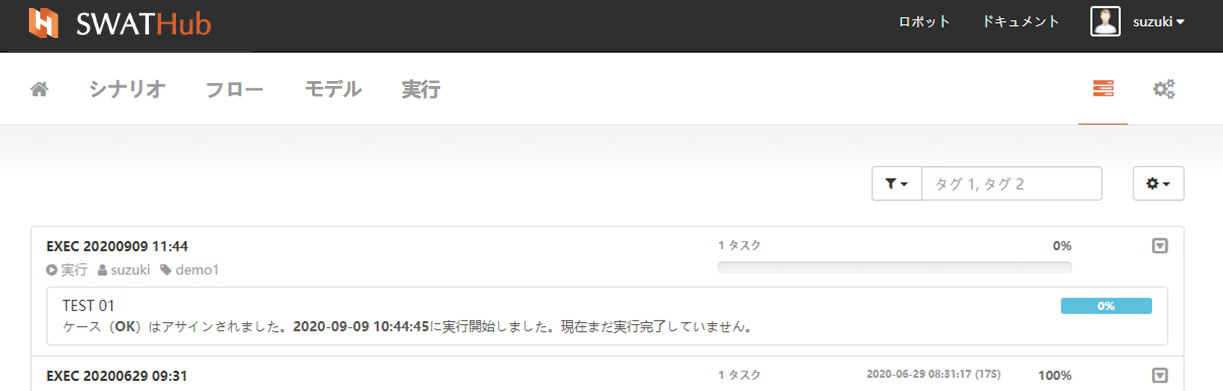 SWATHub ロボット ドキュメント suzuki
シナリオ フロー モデル 実行
タグ 1, タグ 2
EXEC 20200909 11:44 1 タスク 0%
実行 suzuki demo1
TEST 01 0%
ケース（OK）はアサインされました。2020-09-09 10:44:45に実行開始しました。現在まだ実行完了していません。
EXEC 20200629 09:31 1 タスク 2020-06-29 08:31:17 (17S) 100%